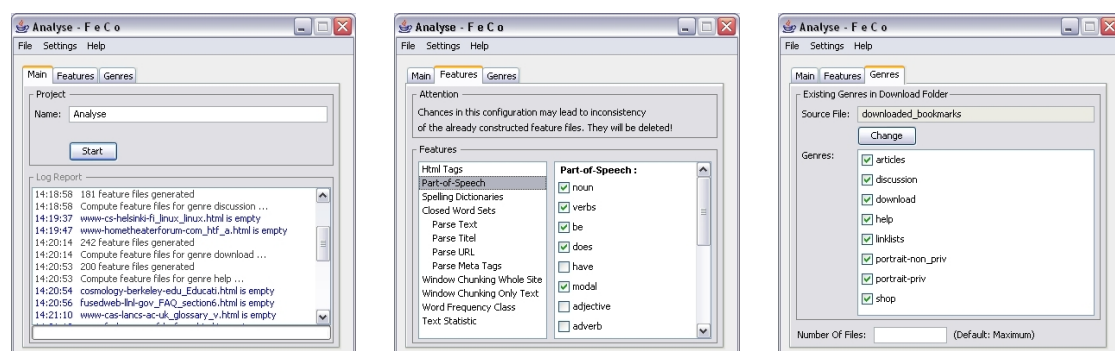 Analyse - F e C o
File Settings Help
Main Features Genres
Project
Name: Analyse
Start
Log Report
14:18:58 181 feature files generated
14:18:58 Compute feature files for genre discussion ...
14:19:37 www-cs-helsinki-fi_linux_linux.html is empty
14:19:47 www-hometheaterforum-com_htf_a.html is empty
14:20:14 242 feature files generated
14:20:14 Compute feature files for genre download ...
14:20:53 200 feature files generated
14:20:53 Compute feature files for genre help ...
14:20:54 cosmology-berkeley-edu_Educati.html is empty
14:20:56 fusedweb-llnl-gov_FAQ_section6.html is empty
14:21:10 www-cas-lancs-ac-uk_glossary_v.html is empty
Analyse - F e C o
File Settings Help
Main Features Genres
Attention
Chances in this configuration may lead to inconsistency
of the already constructed feature files. They will be deleted!
Features
Html Tags
Part-of-Speech
Spelling Dictionaries
Closed Word Sets
Parse Text
Parse Titel
Parse URL
Parse Meta Tags
Window Chunking Whole Site
Window Chunking Only Text
Word Frequency Class
Text Statistic
Part-of-Speech :
noun
verbs
be
does
have
modal
adjective
adverb
Analyse - F e C o
File Settings Help
Main Features Genres
Existing Genres in Download Folder
Source File: downloaded_bookmarks
Change
Genres:
articles
discussion
download
help
linklists
portrait-non_priv
portrait-priv
shop
Number Of Files: (Default: Maximum)